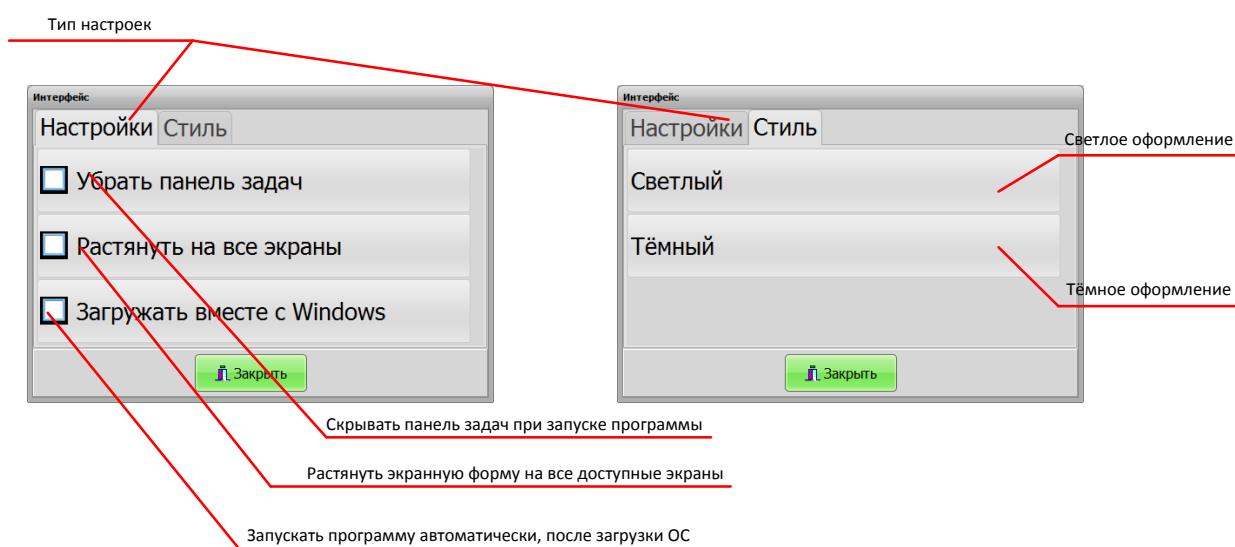 Тип настроек
Интерфейс
Настройки Стиль
Убрать панель задач
Растянуть на все экраны
Загружать вместе с Windows
Закрыть
Интерфейс
Настройки Стиль
Светлый
Тёмный
Закрыть
Светлое оформление
Тёмное оформление
Скрывать панель задач при запуске программы
Растянуть экранную форму на все доступные экраны
Запускать программу автоматически, после загрузки ОС